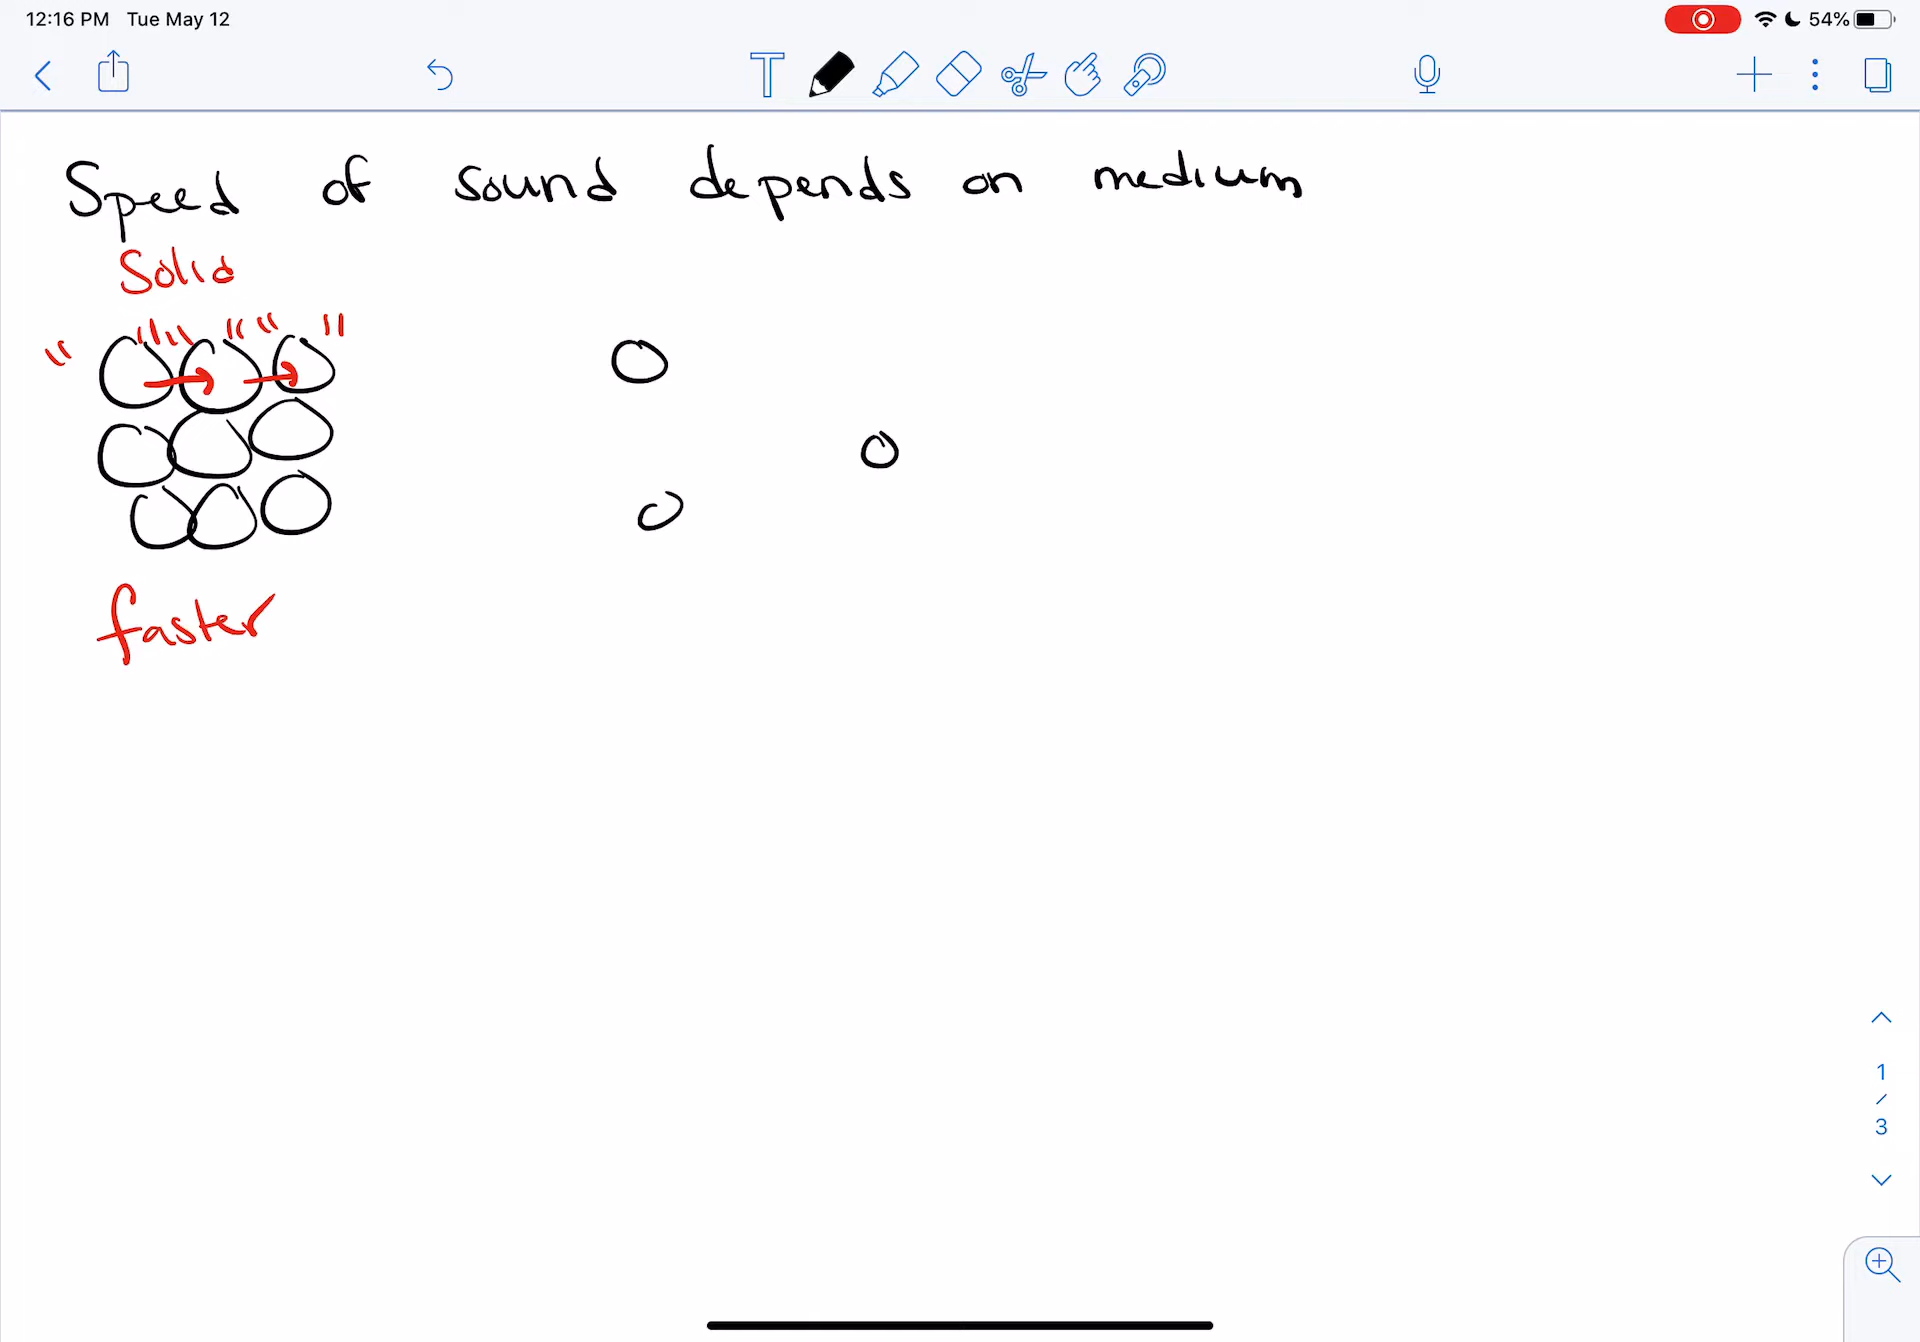 12:16 PM Tue May 12
54%
T
Speed of sound depends on medium
Solid
faster
1
/
3